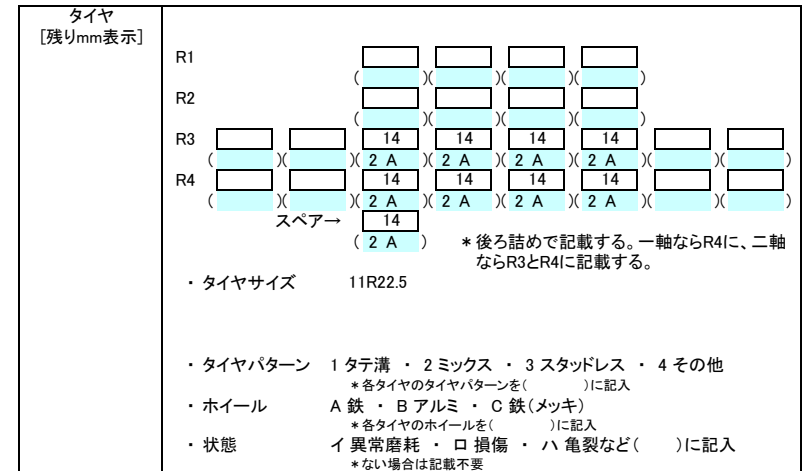 タイヤ
[残りmm表示]
R1
( )( )( )( )
R2
( )( )( )( )
R3 14 14 14 14
( )( )( 2 A )( 2 A )( 2 A )( 2 A )( )( )
R4 14 14 14 14
( )( )( 2 A )( 2 A )( 2 A )( 2 A )( )( )
スペア→ 14
( 2 A ) *後ろ詰めで記載する。一軸ならR4に、二軸
ならR3とR4に記載する。
・ タイヤサイズ 11R22.5
・ タイヤパターン 1 タテ溝 ・ 2 ミックス ・ 3 スタッドレス ・ 4 その他
*各タイヤのタイヤパターンを( )に記入
・ ホイール A 鉄 ・ B アルミ ・ C 鉄(メッキ)
*各タイヤのホイールを( )に記入
・ 状態 イ 異常磨耗 ・ ロ 損傷 ・ ハ 亀裂など( )に記入
*ない場合は記載不要